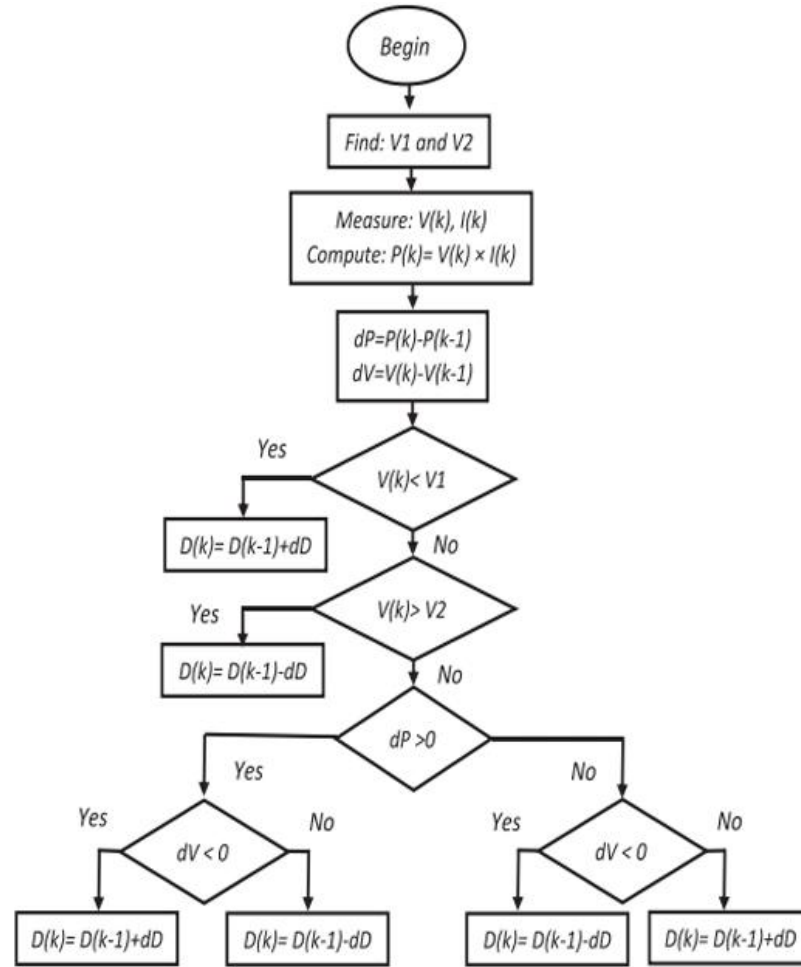 Begin
Find: V1 and V2
Measure: V(k), I(k)
Compute: P(k)= V(k) × I(k)
dP=P(k)-P(k-1)
dV=V(k)-V(k-1)
Yes
V(k)< V1
D(k)= D(k-1)+dD
No
Yes
V(k)> V2
D(k)= D(k-1)-dD
No
dP >0
Yes
No
Yes
dV < 0
No
Yes
dV < 0
No
D(k)= D(k-1)+dD
D(k)= D(k-1)-dD
D(k)= D(k-1)-dD
D(k)= D(k-1)+dD